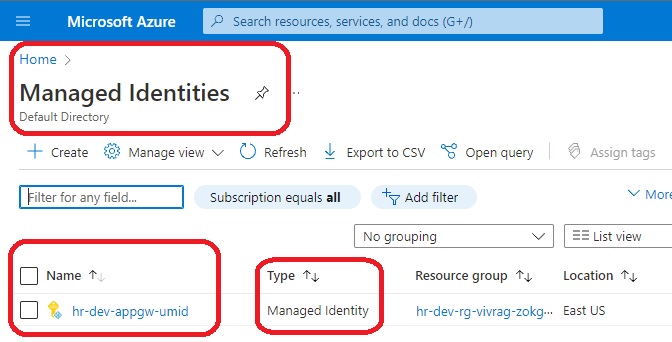 Microsoft Azure
Search resources, services, and docs (G+/)
Home
Managed Identities
Default Directory
Create
Manage view
Refresh
Export to CSV
Open query
Assign tags
Filter for any field...
Subscription equals all
Add filter
More
No grouping
List view
Name
Type
Resource group
Location
hr-dev-appgw-umid
Managed Identity
hr-dev-rg-vivrag-zokg...
East US